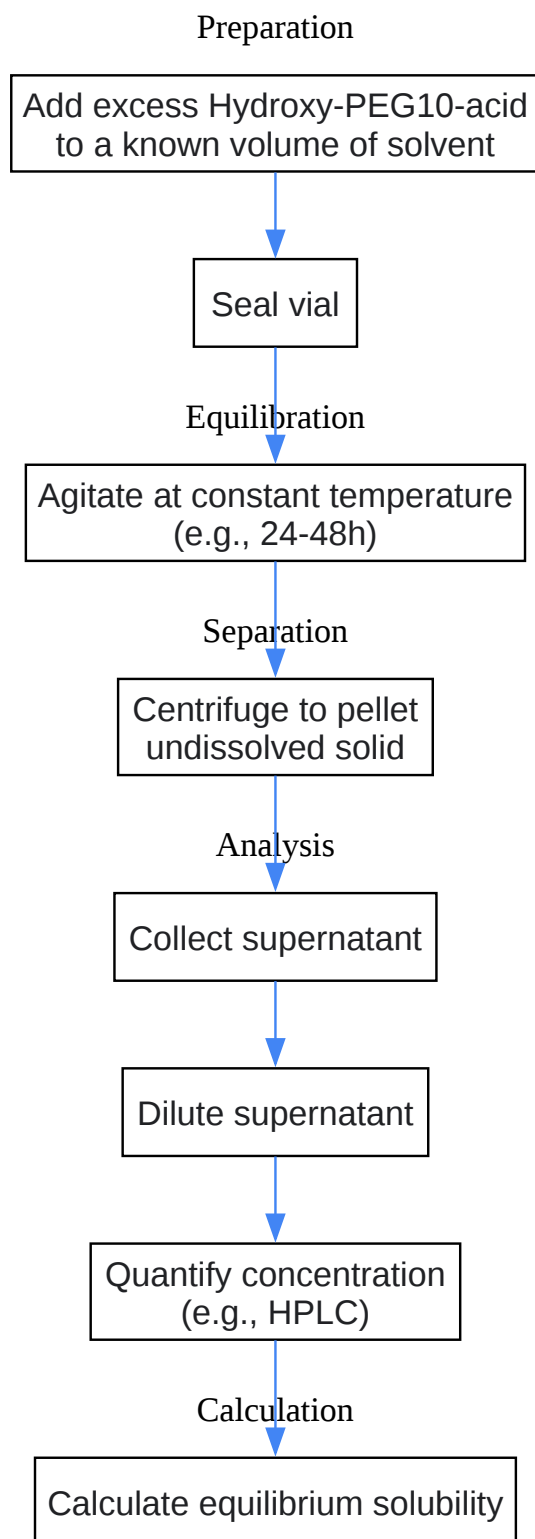 Preparation
Add excess Hydroxy-PEG10-acid
to a known volume of solvent
Seal vial
Equilibration
Agitate at constant temperature
(e.g., 24-48h)
Separation
Centrifuge to pellet
undissolved solid
Analysis
Collect supernatant
Dilute supernatant
Quantify concentration
(e.g., HPLC)
Calculation
Calculate equilibrium solubility